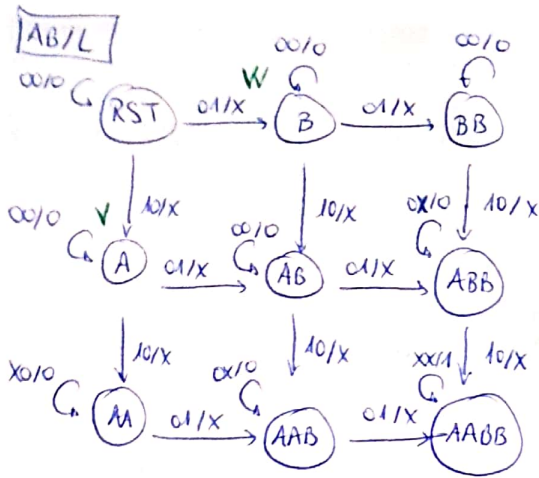 AB/L
00/0 00/0
00/0 RST 01/X W B 01/X BB
10/X 10/X 0X/0 10/X
00/0 V A 01/X 00/0 AB 01/X ABB
10/X 10/X XX/1 10/X
X0/0 AA 01/X 0X/0 AAB 01/X AABB